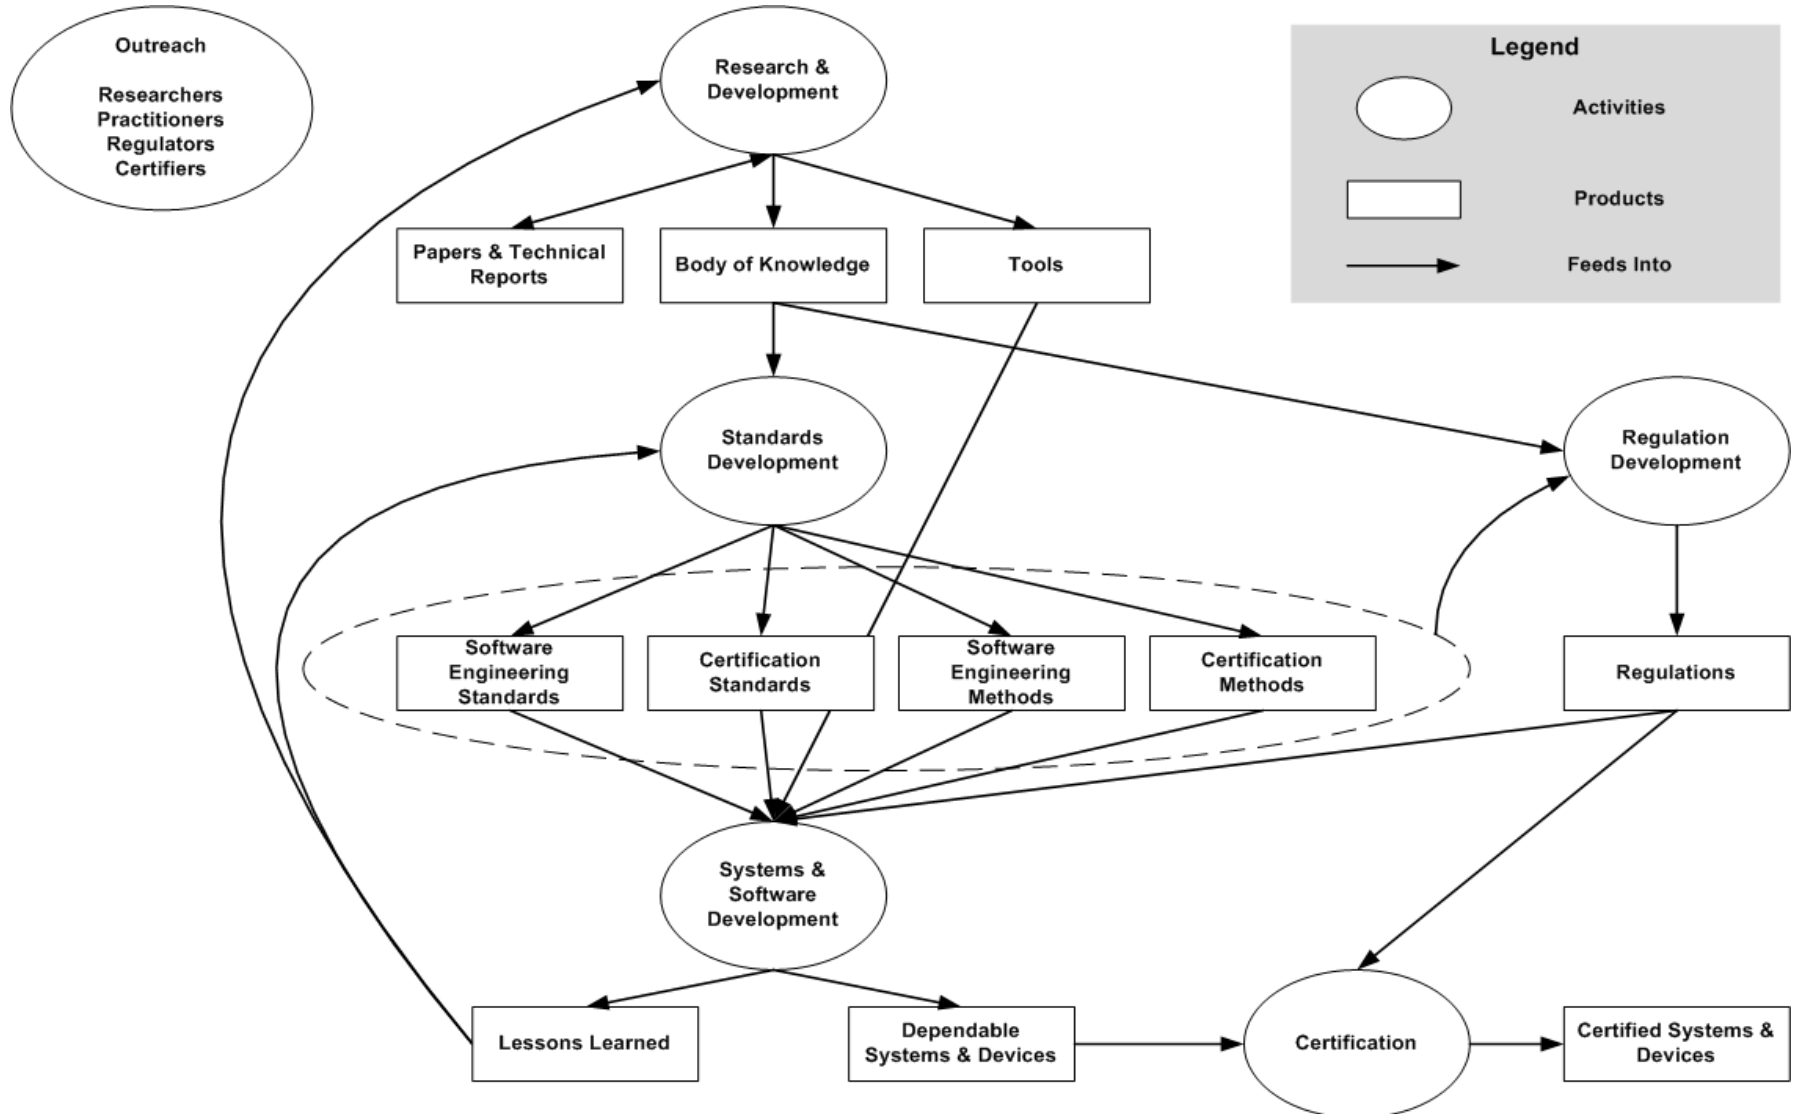 Outreach
Researchers
Practitioners
Regulators
Certifiers
Research &
Development
Legend
Activities
Products
Feeds Into
Papers & Technical
Reports
Body of Knowledge
Tools
Standards
Development
Regulation
Development
Software
Engineering
Standards
Certification
Standards
Software
Engineering
Methods
Certification
Methods
Regulations
Systems &
Software
Development
Lessons Learned
Dependable
Systems & Devices
Certification
Certified Systems &
Devices